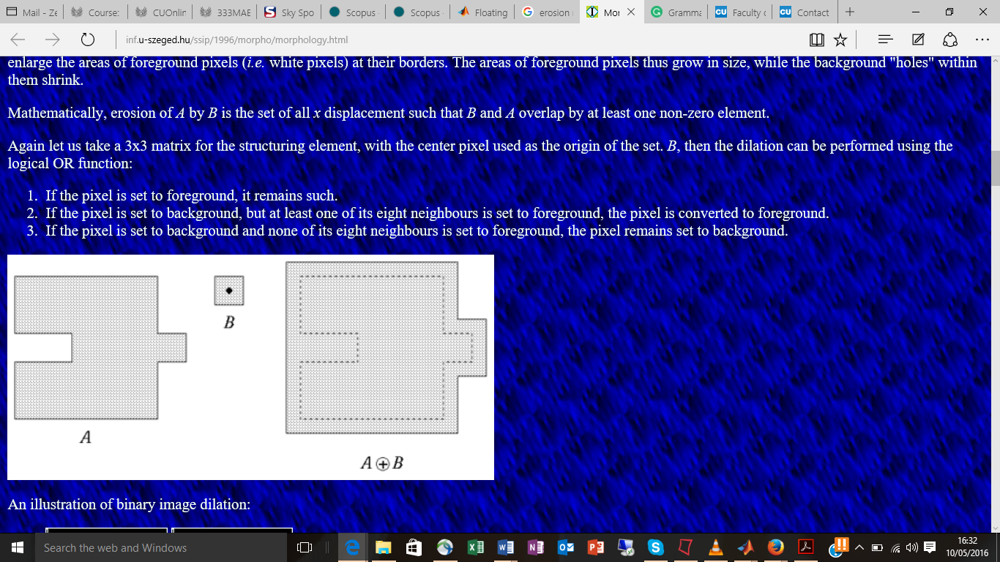 Mail - Ze
Course:
CUOnlin
333MAE
Sky Spo
Scopus
Scopus
Floating
erosion
Mor
Gramma
Faculty
Contact
inf.u-szeged.hu/ssip/1996/morpho/morphology.html
enlarge the areas of foreground pixels (i.e. white pixels) at their borders. The areas of foreground pixels thus grow in size, while the background "holes" within
them shrink.
Mathematically, erosion of A by B is the set of all x displacement such that B and A overlap by at least one non-zero element.
Again let us take a 3x3 matrix for the structuring element, with the center pixel used as the origin of the set. B, then the dilation can be performed using the
logical OR function:
1. If the pixel is set to foreground, it remains such.
2. If the pixel is set to background, but at least one of its eight neighbours is set to foreground, the pixel is converted to foreground.
3. If the pixel is set to background and none of its eight neighbours is set to foreground, the pixel remains set to background.
B
A
A ⊕ B
An illustration of binary image dilation:
Search the web and Windows
16:32
10/05/2016